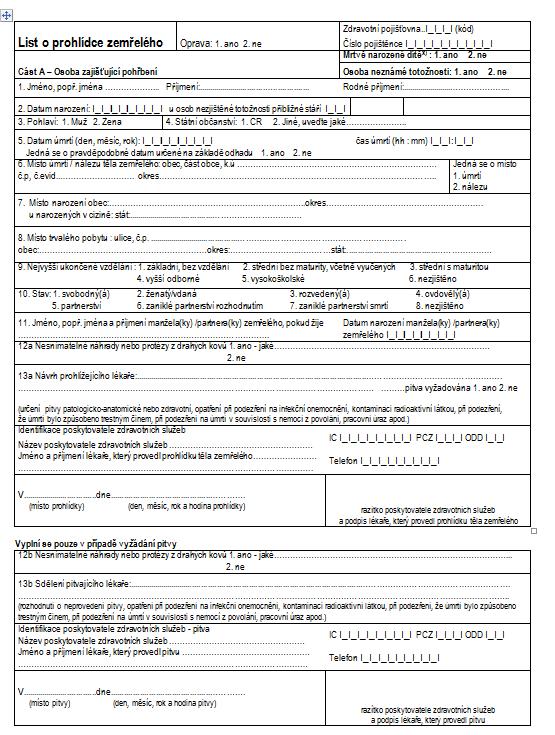 List o prohlídce zemřelého
Oprava: 1. ano 2. ne
Zdravotní pojišťovna..I_I_I_I (kód)
Číslo pojištěnce I_I_I_I_I_I_I_I_I_I_I
Mrtvě narozené dítě x) : 1. ano 2. ne
Část A – Osoba zajišťující pohřbení
Osoba neznámé totožnosti: 1. ano 2. ne
1. Jméno, popř. jména ………………… Příjmení:………………………………… Rodné příjmení:…………………………
2. Datum narození: I_I_I_I_I_I_I_I_I u osob nezjištěné totožnosti přibližné stáří I_I_I_I
3. Pohlaví: 1. Muž 2. Žena
4. Státní občanství: 1. ČR 2. Jiné, uveďte jaké……………………
5. Datum úmrtí (den, měsíc, rok): I_I_I_I_I_I_I_I_I čas úmrtí (hh : mm) I_I_I:I_I_I
Jedná se o pravděpodobné datum určené na základě odhadu 1. ano 2. ne
6. Místo úmrtí / nálezu těla zemřelého: obec, část obce, k.ú …………………………………………
č.p, č.evid………………………… okres…………………………………………
Jedná se o místo
1. úmrtí
2. nálezu
7. Místo narození obec:…………………………………………okres…………………………………………
u narozených v cizině: stát:…………………………………………
8. Místo trvalého pobytu : ulice, č.p. …………………………………………
obec:…………………………………okres:…………………………stát:…………………………
9. Nejvyšší ukončené vzdělání : 1. základní, bez vzdělání 2. střední bez maturity, včetně vyučených 3. střední s maturitou
4. vyšší odborné 5. vysokoškolské 6. nezjištěno
10. Stav: 1. svobodný(á) 2. ženatý/vdaná 3. rozvedený(á) 4. ovdovělý(á)
5. partnerství 6. zaniklé partnerství rozhodnutím 7. zaniklé partnerství smrtí 8. nezjištěno
11. Jméno, popř. jména a příjmení manžela(ky) /partnera(ky) zemřelého, pokud žije
……………………………………………………
Datum narození manžela(ky) /partnera(ky)
zemřelého I_I_I_I_I_I_I_I_I
12a Nesnímatelné náhrady nebo protézy z drahých kovů 1. ano - jaké…………………………………………
2. ne
13a Návrh prohlížejícího lékaře:…………………………………………
…………………………………………pitva vyžadována 1. ano 2. ne
(určení pitvy patologicko-anatomické nebo zdravotní, opatření při podezření na infekční onemocnění, kontaminaci radioaktivní látkou, při podezření,
že úmrtí bylo způsobeno trestným činem, při podezření na úmrtí v souvislosti s nemocí z povolání, pracovní úraz apod.)
Identifikace poskytovatele zdravotních služeb
IČ I_I_I_I_I_I_I_I_I PČZ I_I_I_I ODD I_I_I
Název poskytovatele zdravotních služeb …………………………………………
Jméno a příjmení lékaře, který provedl prohlídku těla zemřelého……………………
……………………………………………………
Telefon I_I_I_I_I_I_I_I_I_I
V…………………………dne…………………………………………
(místo prohlídky) (den, měsíc, rok a hodina prohlídky)
razítko poskytovatele zdravotních služeb
a podpis lékaře, který provedl prohlídku těla zemřelého
Vyplní se pouze v případě vyžádání pitvy
12b Nesnímatelné náhrady nebo protézy z drahých kovů 1. ano - jaké…………………………………………
2. ne
13b Sdělení pitvajícího lékaře:…………………………………………
……………………………………………………
(rozhodnutí o neprovedení pitvy, opatření při podezření na infekční onemocnění, kontaminaci radioaktivní látkou, při podezření, že úmrtí bylo způsobeno
trestným činem, při podezření na úmrtí v souvislosti s nemocí z povolání, pracovní úraz apod.)
Identifikace poskytovatele zdravotních služeb - pitva
IČ I_I_I_I_I_I_I_I_I PČZ I_I_I_I ODD I_I_I
Název poskytovatele zdravotních služeb …………………………………………
Jméno a příjmení lékaře, který provedl pitvu …………………………………………
……………………………………………………
Telefon I_I_I_I_I_I_I_I_I_I
V…………………………dne…………………………………………
(místo pitvy) (den, měsíc, rok a hodina pitvy)
razítko poskytovatele zdravotních služeb
a podpis lékaře, který provedl pitvu